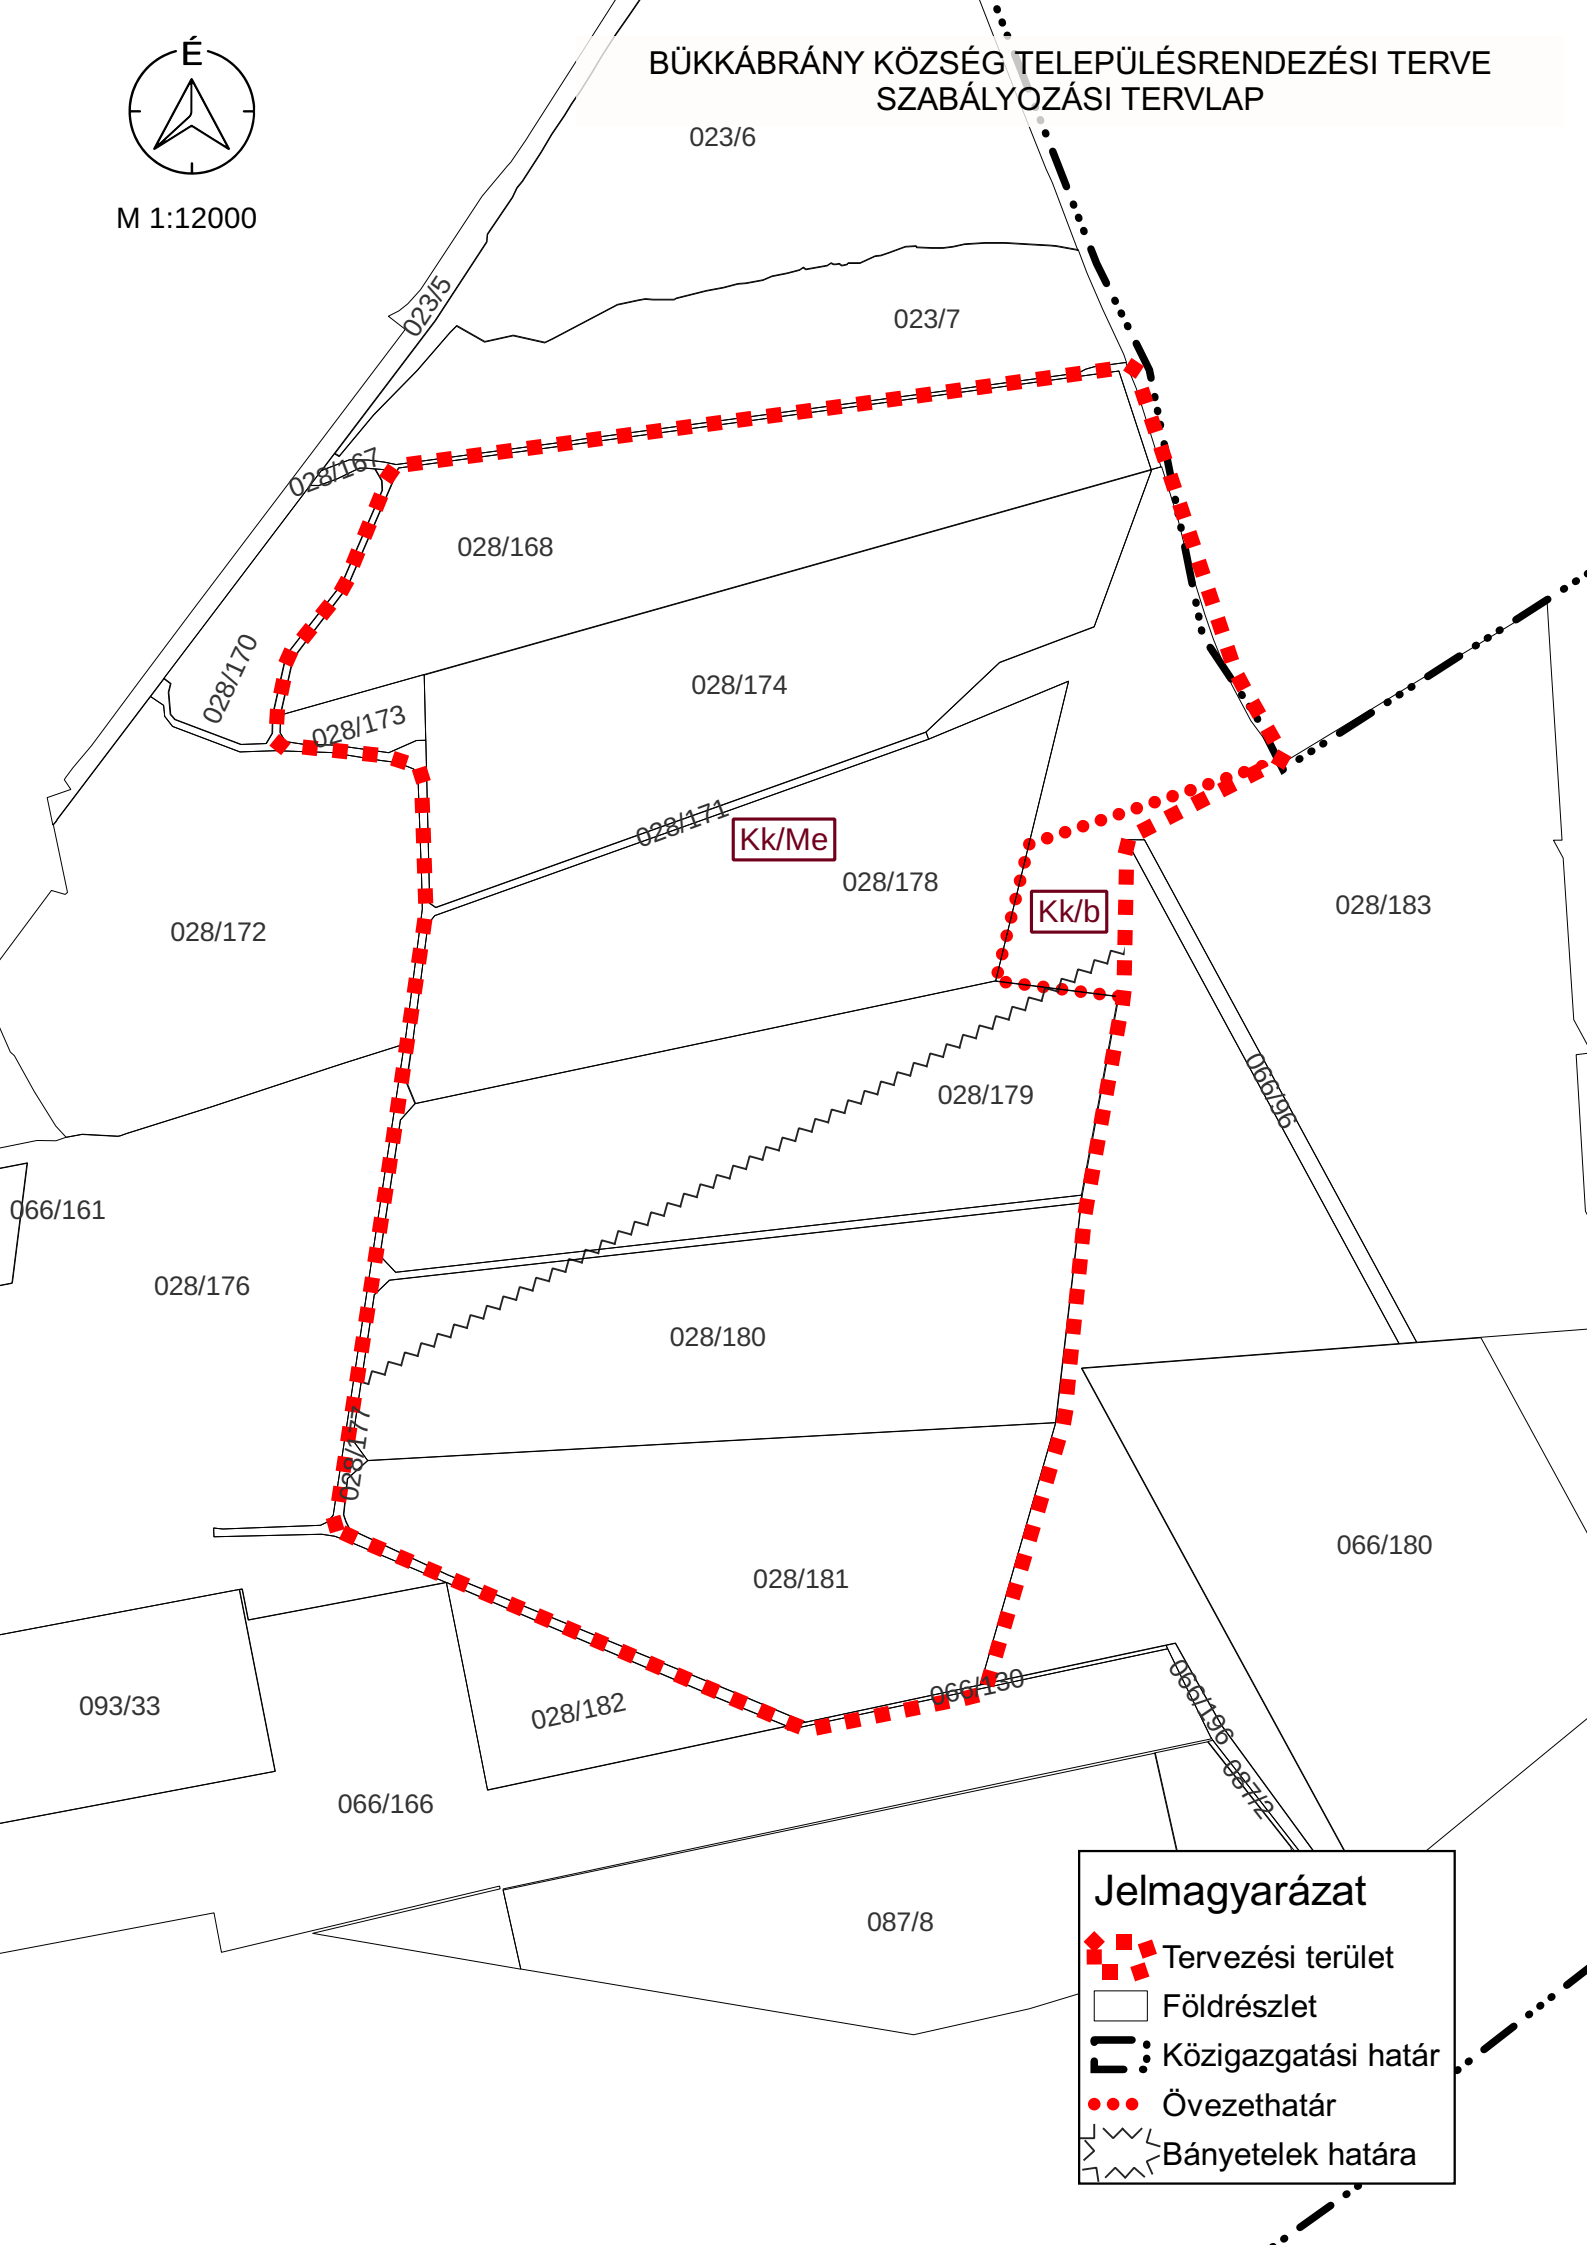 É
M 1:12000
BÜKKÁBRÁNY KÖZSÉG TELEPÜLÉSRENDEZÉSI TERVE
SZABÁLYOZÁSI TERVLAP
023/6
023/5
023/7
028/167
028/168
028/170
028/173
028/174
028/171
Kk/Me
028/178
Kk/b
028/183
028/172
028/179
066/96
066/161
028/176
028/180
028/177
066/180
028/181
066/130
066/196
093/33
028/182
087/2
066/166
087/8
Jelmagyarázat
Tervezési terület
Földrészlet
Közigazgatási határ
Övezethatár
Bányetelek határa